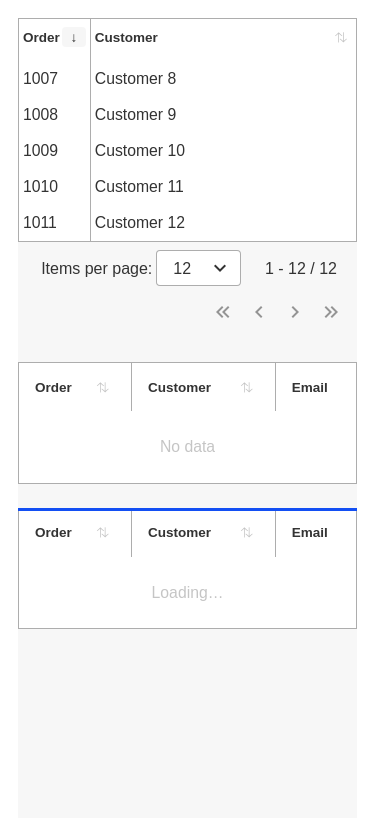 Order ↓ Customer
1007 Customer 8
1008 Customer 9
1009 Customer 10
1010 Customer 11
1011 Customer 12
Items per page: 12 1 - 12 / 12
Order Customer Email
No data
Order Customer Email
Loading…